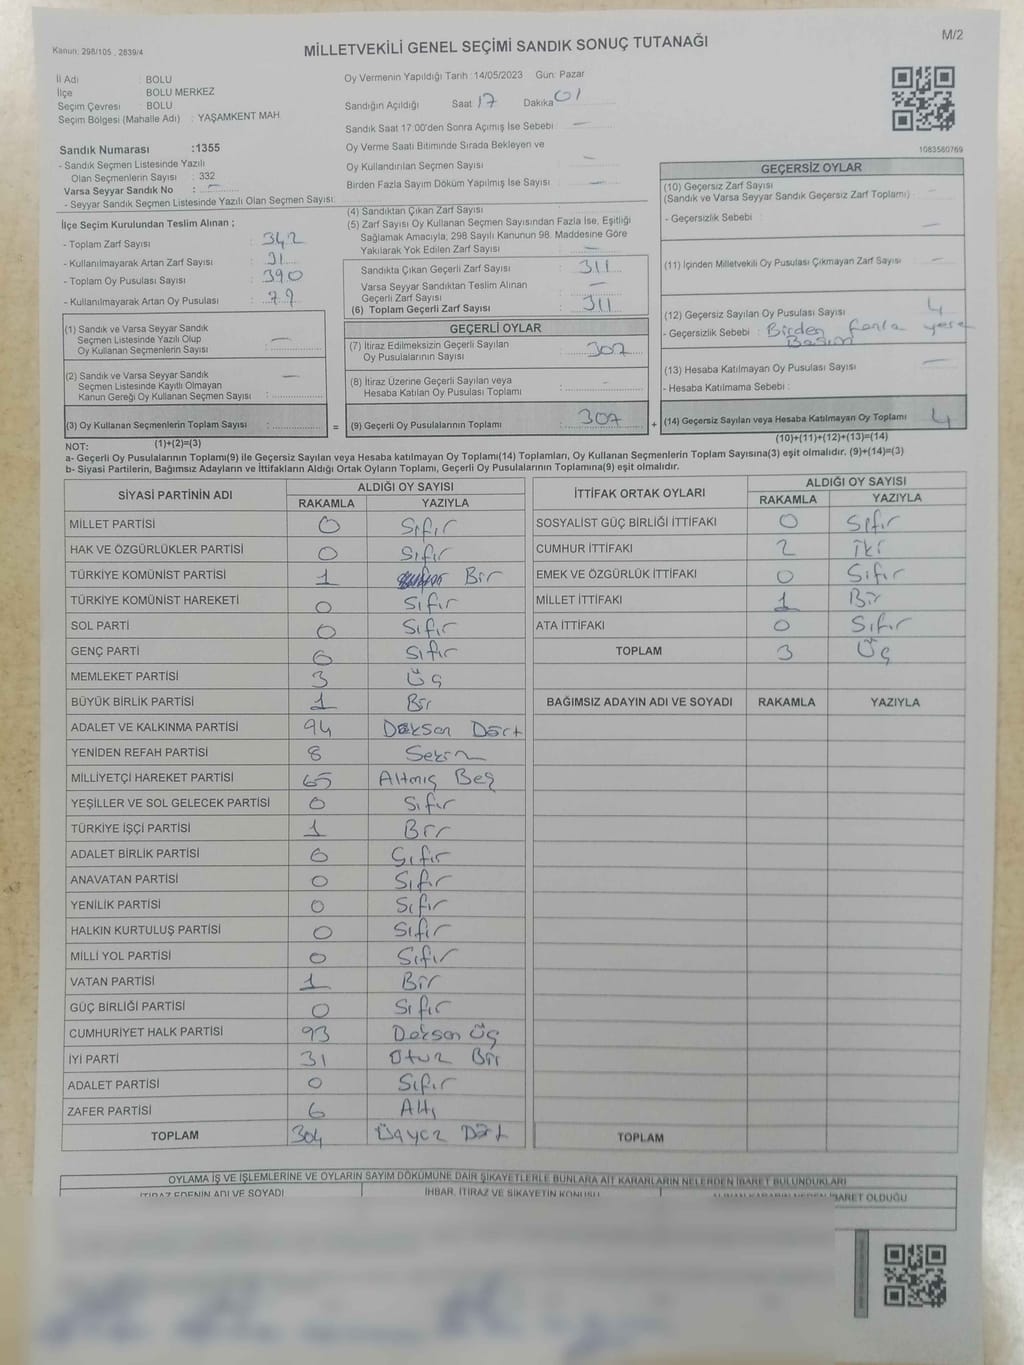 Kanun: 298/105 , 2839/4
M/2
MİLLETVEKİLİ GENEL SEÇİMİ SANDIK SONUÇ TUTANAĞI
İl Adı : BOLU
İlçe : BOLU MERKEZ
Seçim Çevresi : BOLU
Seçim Bölgesi (Mahalle Adı) : YAŞAMKENT MAH
Sandık Numarası :1355
- Sandık Seçmen Listesinde Yazılı
Olan Seçmenlerin Sayısı : 332
Varsa Seyyar Sandık No : -
- Seyyar Sandık Seçmen Listesinde Yazılı Olan Seçmen Sayısı:
Oy Vermenin Yapıldığı Tarih :14/05/2023 Gün: Pazar
Sandığın Açıldığı Saat 17 Dakika 01
Sandık Saat 17:00'den Sonra Açımış İse Sebebi : -
Oy Verme Saati Bitiminde Sırada Bekleyen ve
Oy Kullandırılan Seçmen Sayısı : -
Birden Fazla Sayım Döküm Yapılmış İse Sayısı : -
1083580769
İlçe Seçim Kurulundan Teslim Alınan ;
- Toplam Zarf Sayısı : 342
- Kullanılmayarak Artan Zarf Sayısı : 31
- Toplam Oy Pusulası Sayısı : 390
- Kullanılmayarak Artan Oy Pusulası : 79
(1) Sandık ve Varsa Seyyar Sandık
Seçmen Listesinde Yazılı Olup
Oy Kullanan Seçmenlerin Sayısı : -
(2) Sandık ve Varsa Seyyar Sandık
Seçmen Listesinde Kayıtlı Olmayan
Kanun Gereği Oy Kullanan Seçmen Sayısı : -
(3) Oy Kullanan Seçmenlerin Toplam Sayısı :
(4) Sandıktan Çıkan Zarf Sayısı :
(5) Zarf Sayısı Oy Kullanan Seçmen Sayısından Fazla İse, Eşitliği
Sağlamak Amacıyla, 298 Sayılı Kanunun 98. Maddesine Göre
Yakılarak Yok Edilen Zarf Sayısı : -
Sandıkta Çıkan Geçerli Zarf Sayısı : 311
Varsa Seyyar Sandıktan Teslim Alınan
Geçerli Zarf Sayısı : -
(6) Toplam Geçerli Zarf Sayısı : 311
GEÇERLİ OYLAR
(7) İtiraz Edilmeksizin Geçerli Sayılan
Oy Pusulalarının Sayısı : 307
(8) İtiraz Üzerine Geçerli Sayılan veya
Hesaba Katılan Oy Pusulası Toplamı : -
= (9) Geçerli Oy Pusulalarının Toplamı : 307
GEÇERSİZ OYLAR
(10) Geçersiz Zarf Sayısı
(Sandık ve Varsa Seyyar Sandık Geçersiz Zarf Toplamı) : -
- Geçersizlik Sebebi : -
(11) İçinden Milletvekili Oy Pusulası Çıkmayan Zarf Sayısı : -
(12) Geçersiz Sayılan Oy Pusulası Sayısı : 4
- Geçersizlik Sebebi : Birden fazla yere
Basım
(13) Hesaba Katılmayan Oy Pusulası Sayısı : -
- Hesaba Katılmama Sebebi :
+ (14) Geçersiz Sayılan veya Hesaba Katılmayan Oy Toplamı : 4
NOT: (1)+(2)=(3)
(10)+(11)+(12)+(13)=(14)
a- Geçerli Oy Pusulalarının Toplamı(9) ile Geçersiz Sayılan veya Hesaba katılmayan Oy Toplamı(14) Toplamları, Oy Kullanan Seçmenlerin Toplam Sayısına(3) eşit olmalıdır. (9)+(14)=(3)
b- Siyasi Partilerin, Bağımsız Adayların ve İttifakların Aldığı Ortak Oyların Toplamı, Geçerli Oy Pusulalarının Toplamına(9) eşit olmalıdır.
SİYASİ PARTİNİN ADI ALDIĞI OY SAYISI
RAKAMLA YAZIYLA
MİLLET PARTİSİ 0 Sıfır
HAK VE ÖZGÜRLÜKLER PARTİSİ 0 Sıfır
TÜRKİYE KOMÜNİST PARTİSİ 1 Bir
TÜRKİYE KOMÜNİST HAREKETİ 0 Sıfır
SOL PARTİ 0 Sıfır
GENÇ PARTİ 0 Sıfır
MEMLEKET PARTİSİ 3 Üç
BÜYÜK BİRLİK PARTİSİ 1 Bir
ADALET VE KALKINMA PARTİSİ 94 Doksan Dört
YENİDEN REFAH PARTİSİ 8 Sekiz
MİLLİYETÇİ HAREKET PARTİSİ 65 Altmış Beş
YEŞİLLER VE SOL GELECEK PARTİSİ 0 Sıfır
TÜRKİYE İŞÇİ PARTİSİ 1 Bir
ADALET BİRLİK PARTİSİ 0 Sıfır
ANAVATAN PARTİSİ 0 Sıfır
YENİLİK PARTİSİ 0 Sıfır
HALKIN KURTULUŞ PARTİSİ 0 Sıfır
MİLLİ YOL PARTİSİ 0 Sıfır
VATAN PARTİSİ 1 Bir
GÜÇ BİRLİĞİ PARTİSİ 0 Sıfır
CUMHURİYET HALK PARTİSİ 93 Doksan Üç
İYİ PARTİ 31 Otuz Bir
ADALET PARTİSİ 0 Sıfır
ZAFER PARTİSİ 6 Altı
TOPLAM 304 Üçyüz Dört
İTTİFAK ORTAK OYLARI ALDIĞI OY SAYISI
RAKAMLA YAZIYLA
SOSYALİST GÜÇ BİRLİĞİ İTTİFAKI 0 Sıfır
CUMHUR İTTİFAKI 2 İki
EMEK VE ÖZGÜRLÜK İTTİFAKI 0 Sıfır
MİLLET İTTİFAKI 1 Bir
ATA İTTİFAKI 0 Sıfır
TOPLAM 3 Üç
BAĞIMSIZ ADAYIN ADI VE SOYADI RAKAMLA YAZIYLA
TOPLAM
OYLAMA İŞ VE İŞLEMLERİNE VE OYLARIN SAYIM DÖKÜMÜNE DAİR ŞİKAYETLERLE BUNLARA AİT KARARLARIN NELERDEN İBARET BULUNDUKLARI
İTİRAZ EDENİN ADI VE SOYADI İHBAR, İTİRAZ VE ŞİKAYETİN KONUSU ALINAN KARARIN NEDEN İBARET OLDUĞU